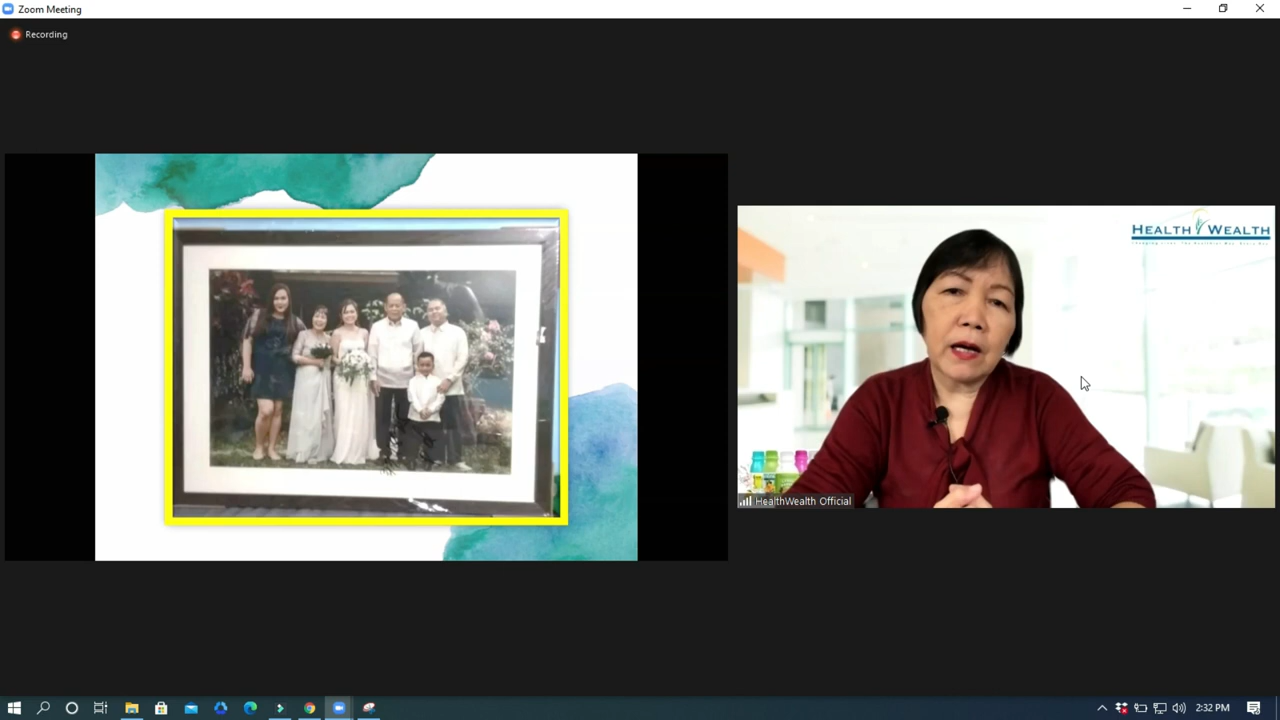 Zoom Meeting
Recording
HEALTH WEALTH
HealthWealth Official
2:32 PM